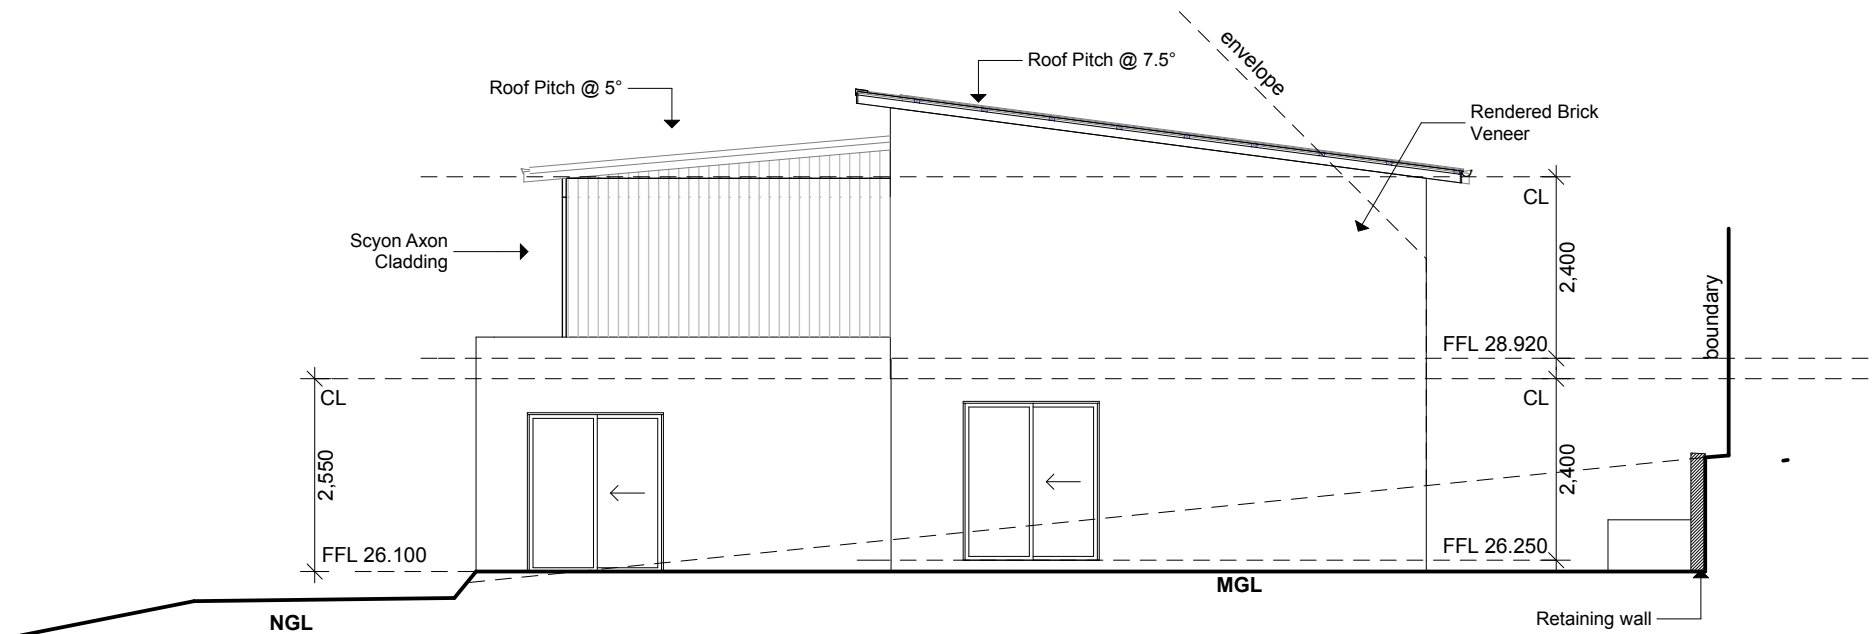 envelope
Roof Pitch @ 7.5°
Roof Pitch @ 5°
Rendered Brick
Veneer
CL
Scyon Axon
Cladding
2,400
boundary
FFL 28.920
CL
CL
2,550
2,400
FFL 26.100
FFL 26.250
MGL
NGL
Retaining wall